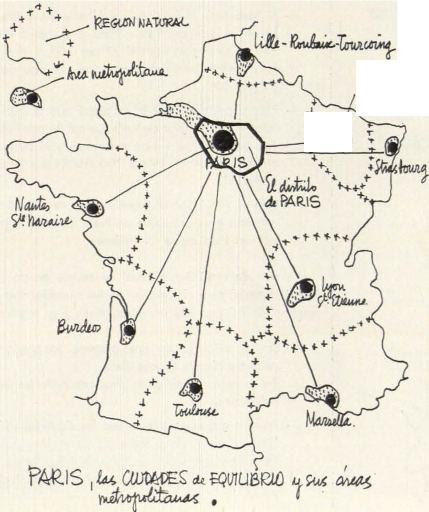 REGION NATURAL
Area metropolitana
Lille-Roubaix-Tourcoing
PARIS
Strasbourg
El distrito
de PARIS
Nantes
St. Nazaire
Lyon
St. Etienne
Burdeos
Toulouse
Marsella.
PARIS, las CIUDADES de EQUILIBRIO y sus áreas
metropolitanas.